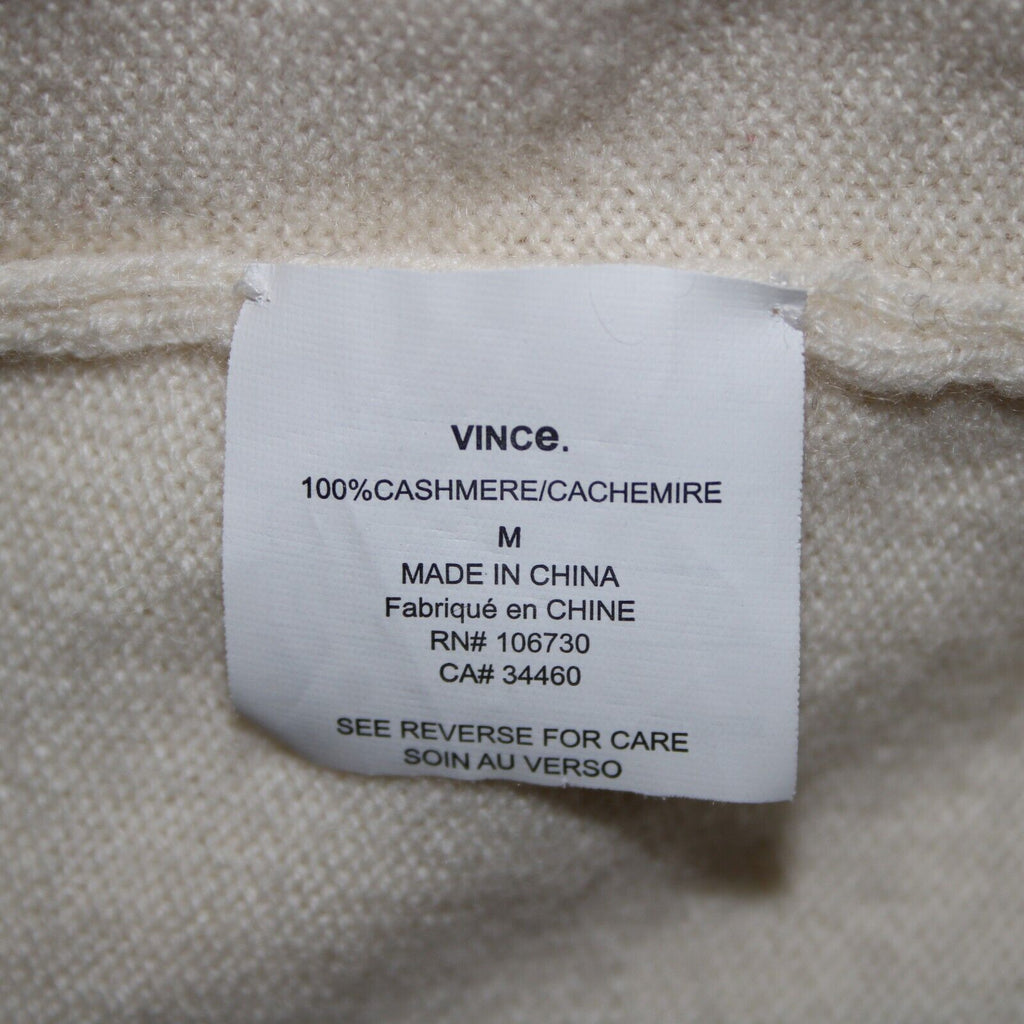 VINCe.
100%CASHMERE/CACHEMIRE
M
MADE IN CHINA
Fabriqué en CHINE
RN# 106730
CA# 34460
SEE REVERSE FOR CARE
SOIN AU VERSO